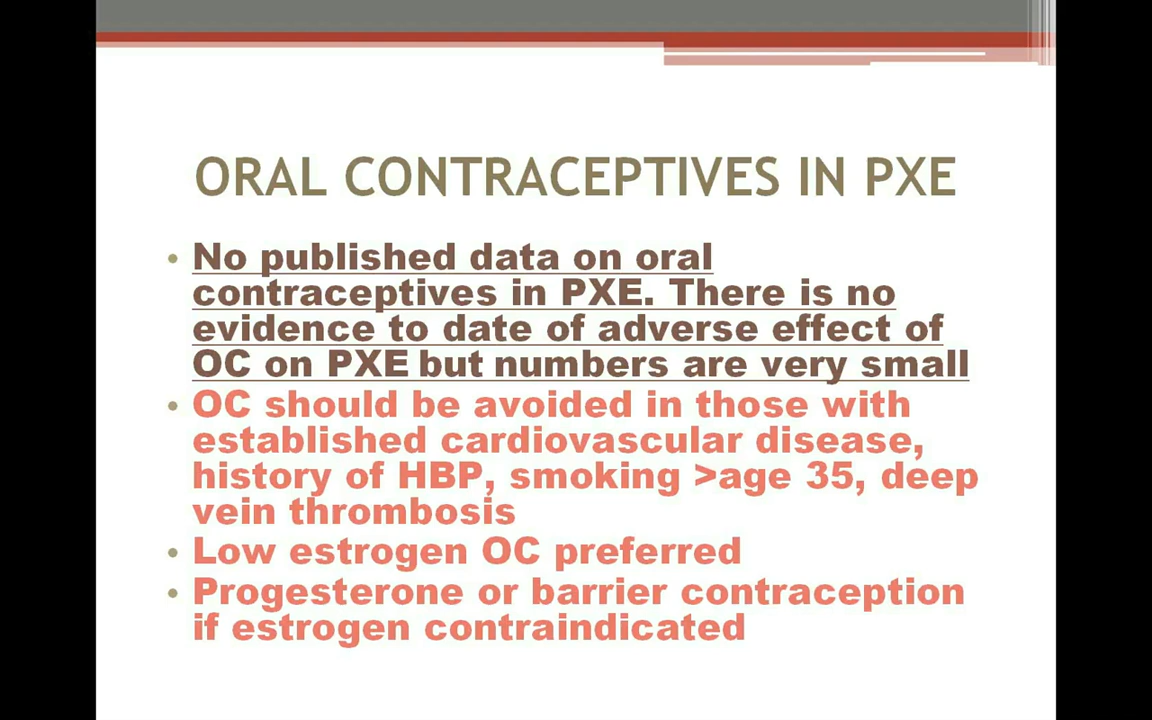 ORAL CONTRACEPTIVES IN PXE
• No published data on oral
contraceptives in PXE. There is no
evidence to date of adverse effect of
OC on PXE but numbers are very small
• OC should be avoided in those with
established cardiovascular disease,
history of HBP, smoking >age 35, deep
vein thrombosis
• Low estrogen OC preferred
• Progesterone or barrier contraception
if estrogen contraindicated